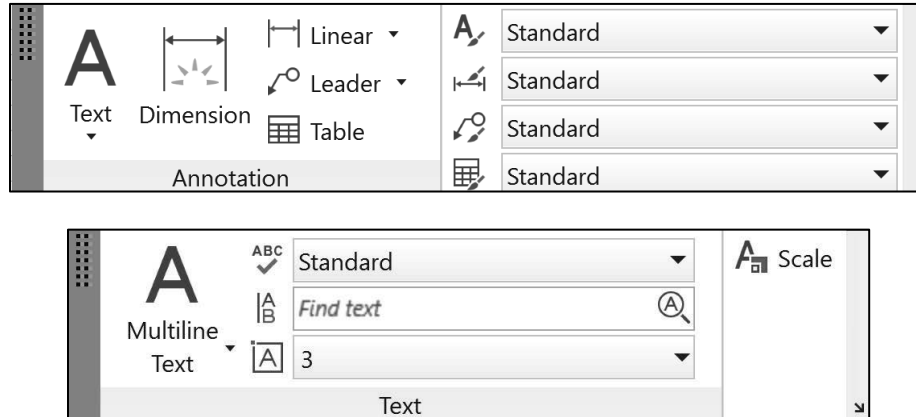 A Linear Standard
Leader Standard
Text Dimension Table Standard
Annotation Standard
A ABC Standard A Scale
Multiline A B Find text A
Text A 3
Text